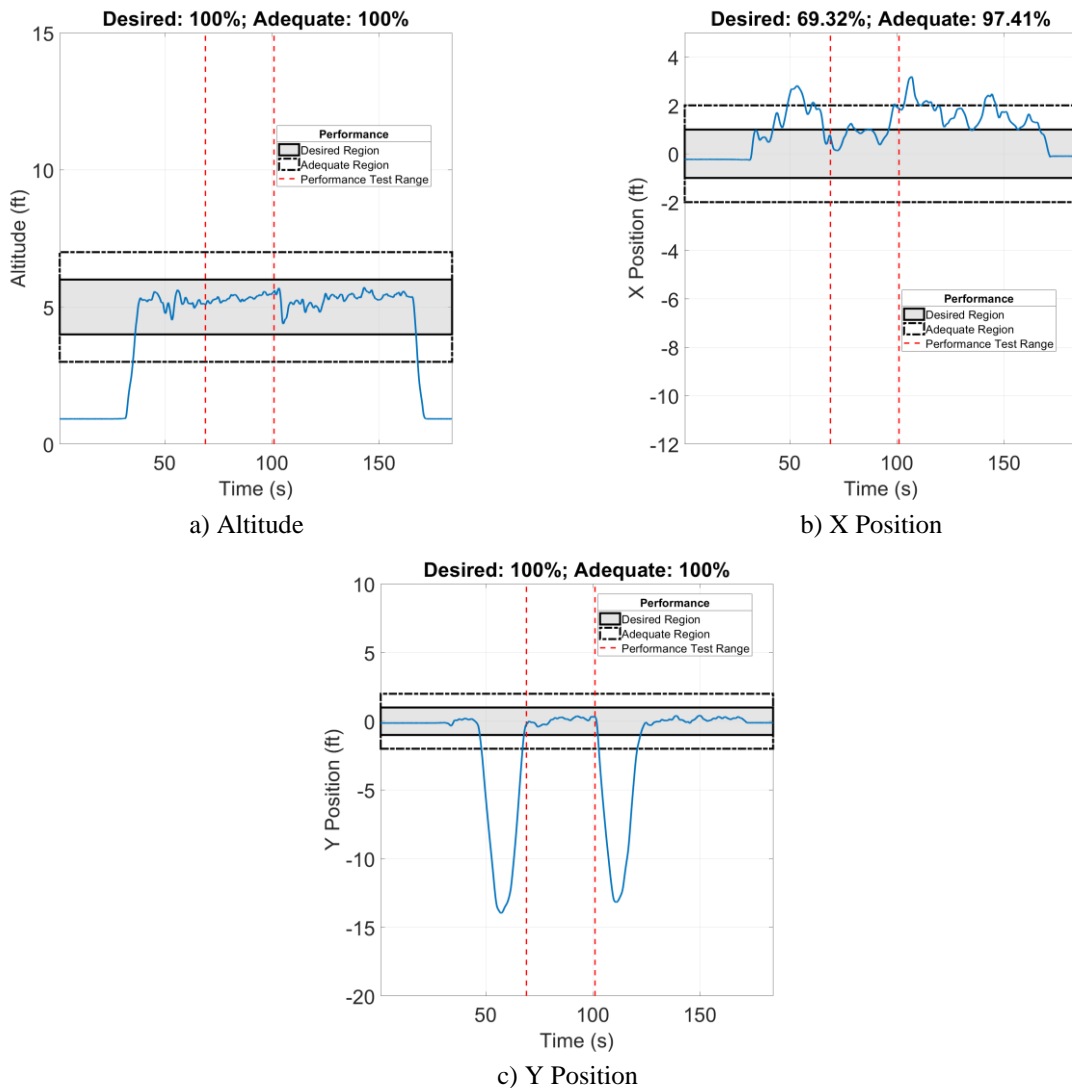 Desired: 100%; Adequate: 100%
15
10
5
0
Altitude (ft)
Performance
Desired Region
Adequate Region
Performance Test Range
50
100
150
Time (s)
a) Altitude
Desired: 69.32%; Adequate: 97.41%
4
2
0
-2
-4
-6
-8
-10
-12
X Position (ft)
Performance
Desired Region
Adequate Region
Performance Test Range
50
100
150
Time (s)
b) X Position
Desired: 100%; Adequate: 100%
10
5
0
-5
-10
-15
-20
Y Position (ft)
Performance
Desired Region
Adequate Region
Performance Test Range
50
100
150
Time (s)
c) Y Position